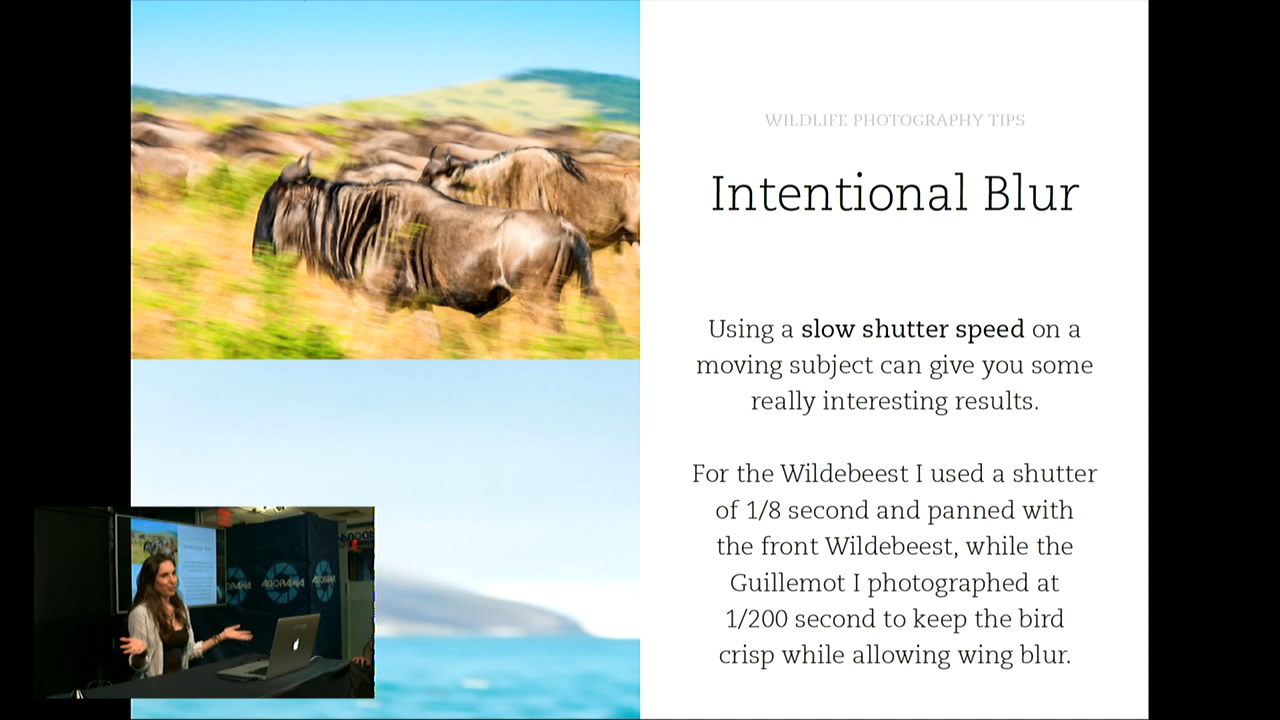 WILDLIFE PHOTOGRAPHY TIPS
Intentional Blur
Using a slow shutter speed on a
moving subject can give you some
really interesting results.
For the Wildebeest I used a shutter
of 1/8 second and panned with
the front Wildebeest, while the
Guillemot I photographed at
1/200 second to keep the bird
crisp while allowing wing blur.
ADORAMA